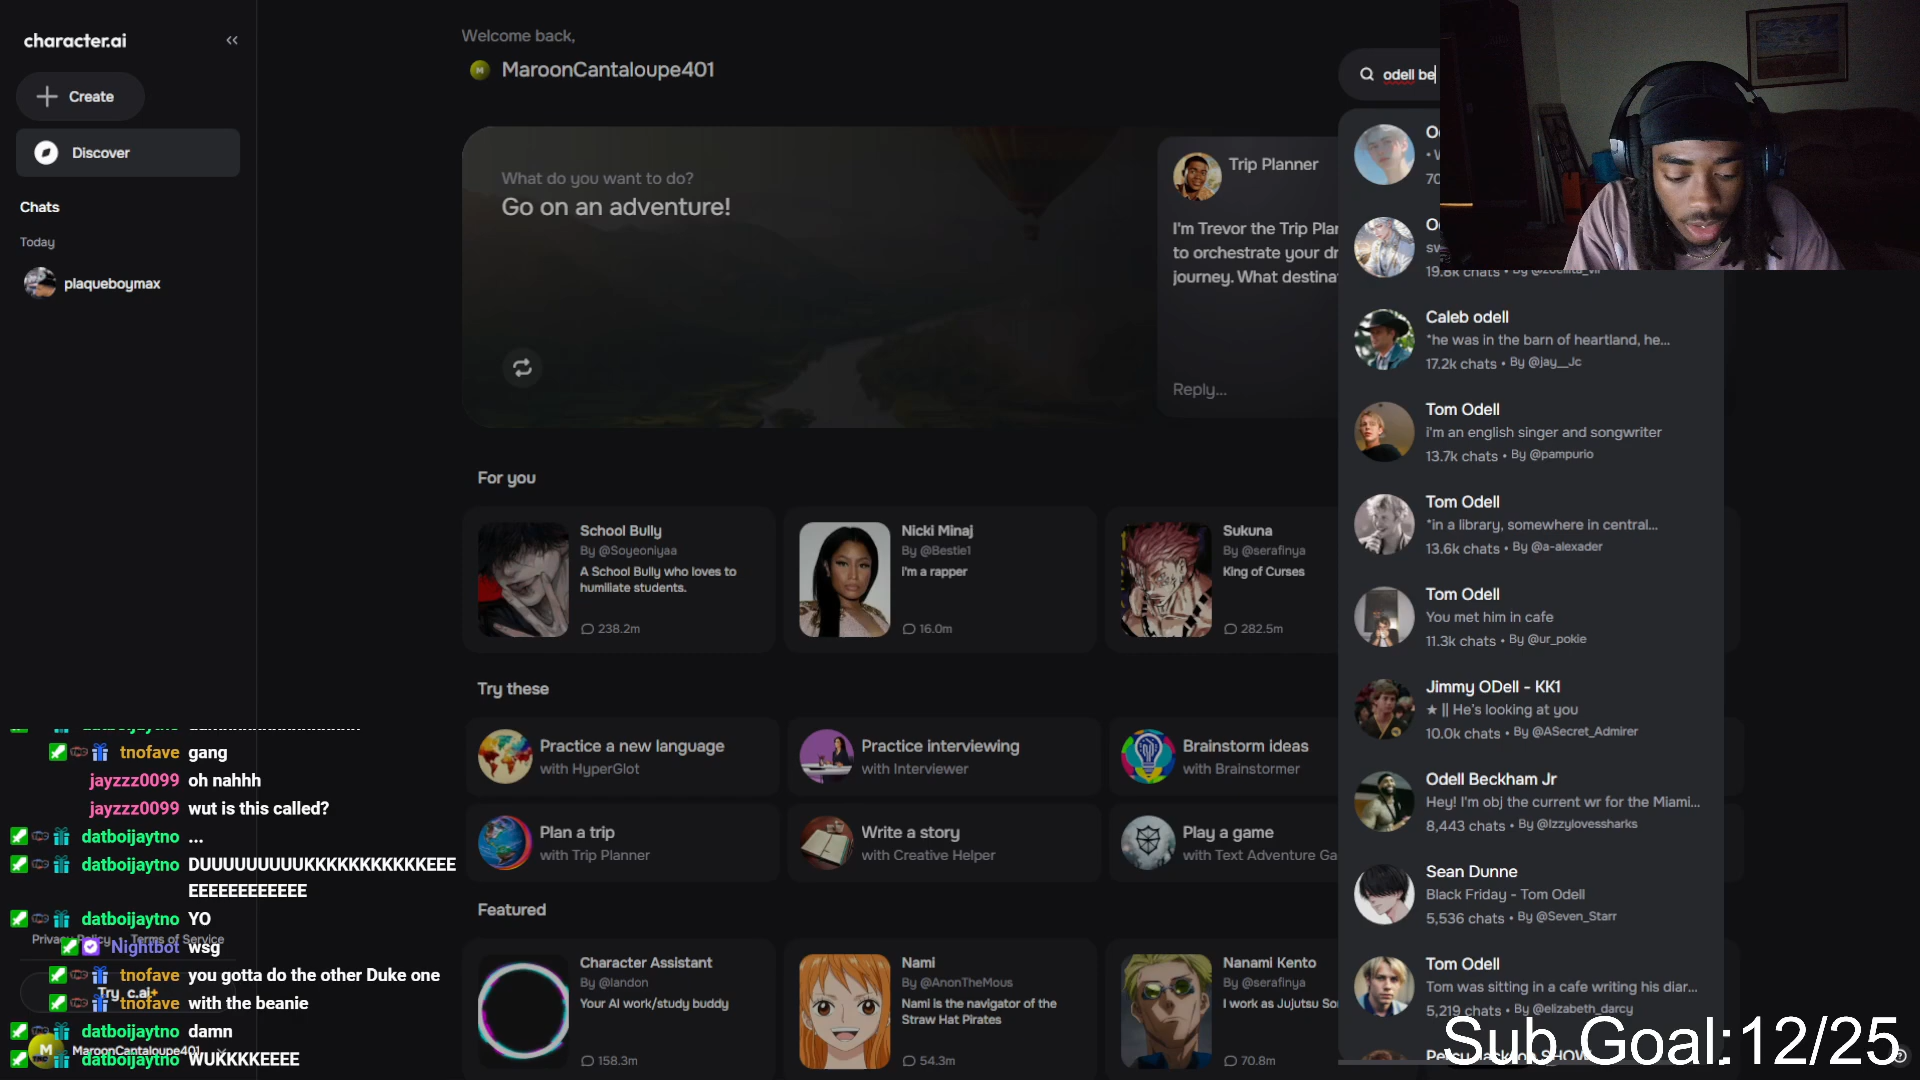 character.ai
Create
Discover
Chats
Today
plaqueboymax
Welcome back,
M
MaroonCantaloupe401
odell be
What do you want to do?
Go on an adventure!
Trip Planner
I'm Trevor the Trip Plan
to orchestrate your dr
journey. What destina
Reply...
For you
School Bully
By @Soyeoniyaa
A School Bully who loves to
humiliate students.
238.2m
Nicki Minaj
By @Bestie1
I'm a rapper
16.0m
Sukuna
By @serafinya
King of Curses
282.5m
Try these
Practice a new language
with HyperGlot
Practice interviewing
with Interviewer
Brainstorm ideas
with Brainstormer
Plan a trip
with Trip Planner
Write a story
with Creative Helper
Play a game
with Text Adventure Ga
Featured
Character Assistant
By @landon
Your AI work/study buddy
158.3m
Nami
By @AnonTheMous
Nami is the navigator of the
Straw Hat Pirates
54.3m
Nanami Kento
By @serafinya
I work as Jujutsu So
70.8m
19.8k chats
Caleb odell
*he was in the barn of heartland, he...
17.2k chats • By @jay__Jc
Tom Odell
i'm an english singer and songwriter
13.7k chats • By @pampurio
Tom Odell
*in a library, somewhere in central...
13.6k chats • By @a-alexader
Tom Odell
You met him in cafe
11.3k chats • By @ur_pokie
Jimmy ODell - KK1
★ || He's looking at you
10.0k chats • By @ASecret_Admirer
Odell Beckham Jr
Hey! I'm obj the current wr for the Miami...
8,443 chats • By @Izzylovessharks
Sean Dunne
Black Friday - Tom Odell
5,536 chats • By @Seven_Starr
Tom Odell
Tom was sitting in a cafe writing his diar...
5,219 chats • By @elizabeth_darcy
Sub Goal:12/25
tnofave gang
jayzzz0099 oh nahhh
jayzzz0099 wut is this called?
datboijaytno ...
datboijaytno DUUUUUUUUUKKKKKKKKKKKEEE
EEEEEEEEEEEE
datboijaytno YO
Privacy Policy • Terms of Service
Nightbot wsg
tnofave you gotta do the other Duke one
Try c.ai+
tnofave with the beanie
datboijaytno damn
M MaroonCantaloupe401
datboijaytno WUKKKKEEEE